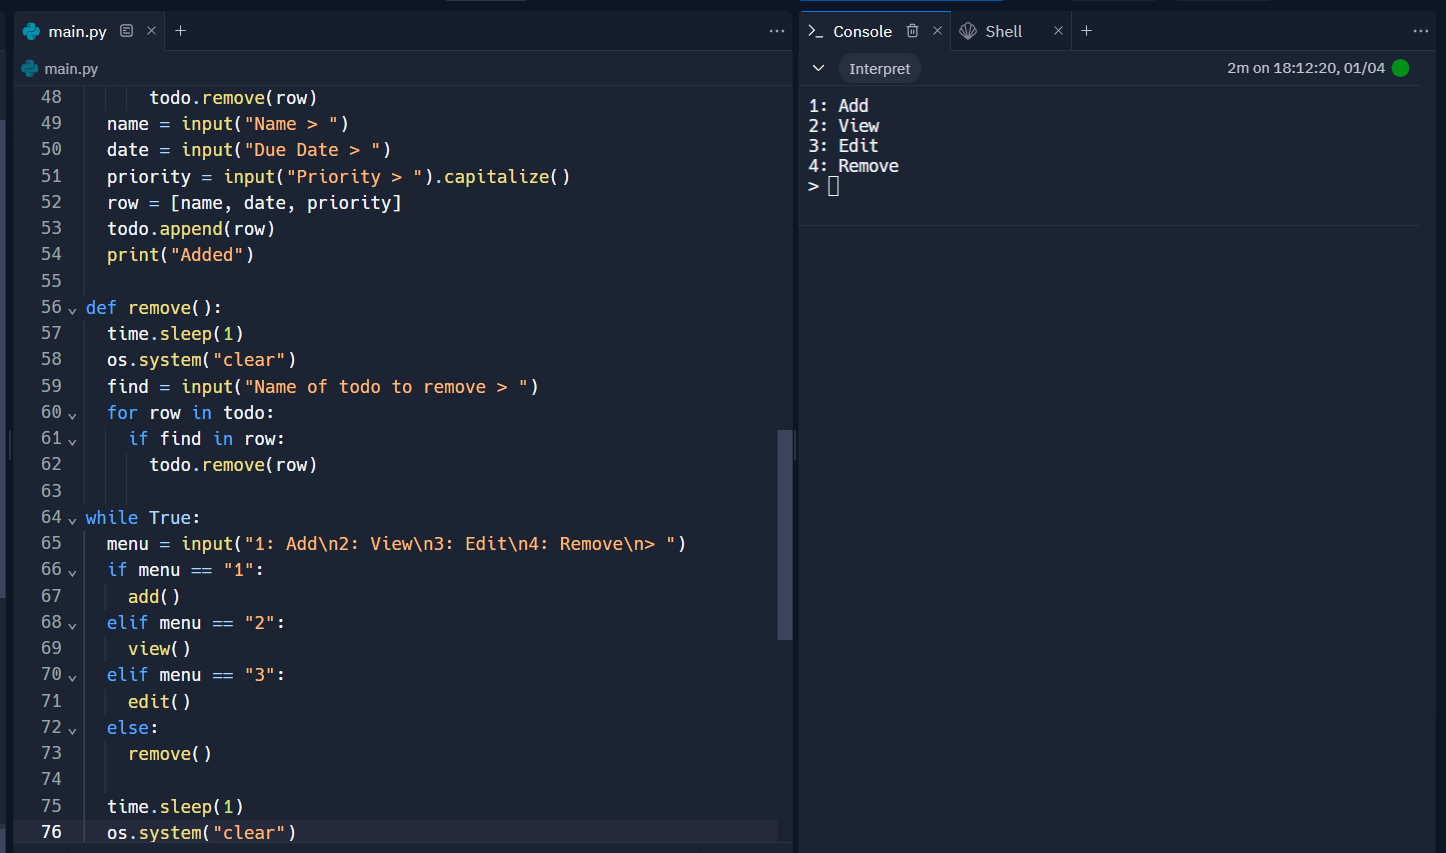 main.py
main.py
48 todo.remove(row)
49 name = input("Name > ")
50 date = input("Due Date > ")
51 priority = input("Priority > ").capitalize()
52 row = [name, date, priority]
53 todo.append(row)
54 print("Added")
55
56 def remove():
57 time.sleep(1)
58 os.system("clear")
59 find = input("Name of todo to remove > ")
60 for row in todo:
61 if find in row:
62 todo.remove(row)
63
64 while True:
65 menu = input("1: Add\n2: View\n3: Edit\n4: Remove\n> ")
66 if menu == "1":
67 add()
68 elif menu == "2":
69 view()
70 elif menu == "3":
71 edit()
72 else:
73 remove()
74
75 time.sleep(1)
76 os.system("clear")
Console
Shell
Interpret
2m on 18:12:20, 01/04
1: Add
2: View
3: Edit
4: Remove
>